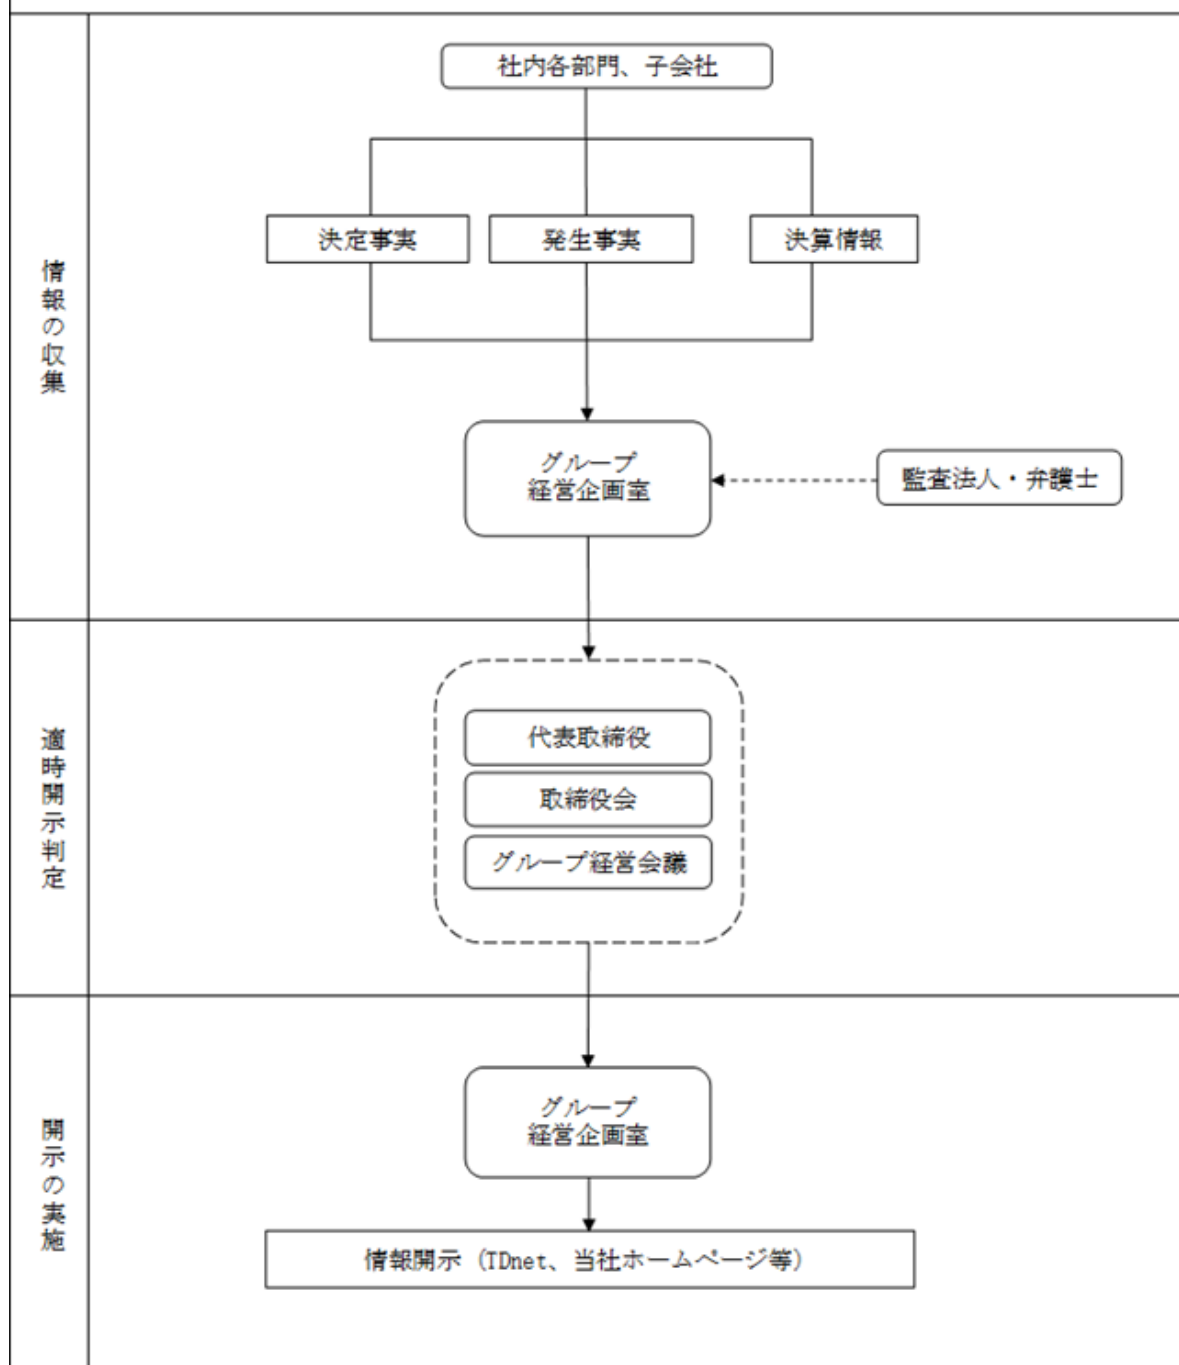 情報の収集
社内各部門、子会社
決定事実
発生事実
決算情報
グループ
経営企画室
監査法人・弁護士
適時開示判定
代表取締役
取締役会
グループ経営会議
開示の実施
グループ
経営企画室
情報開示（TDnet、当社ホームページ等）